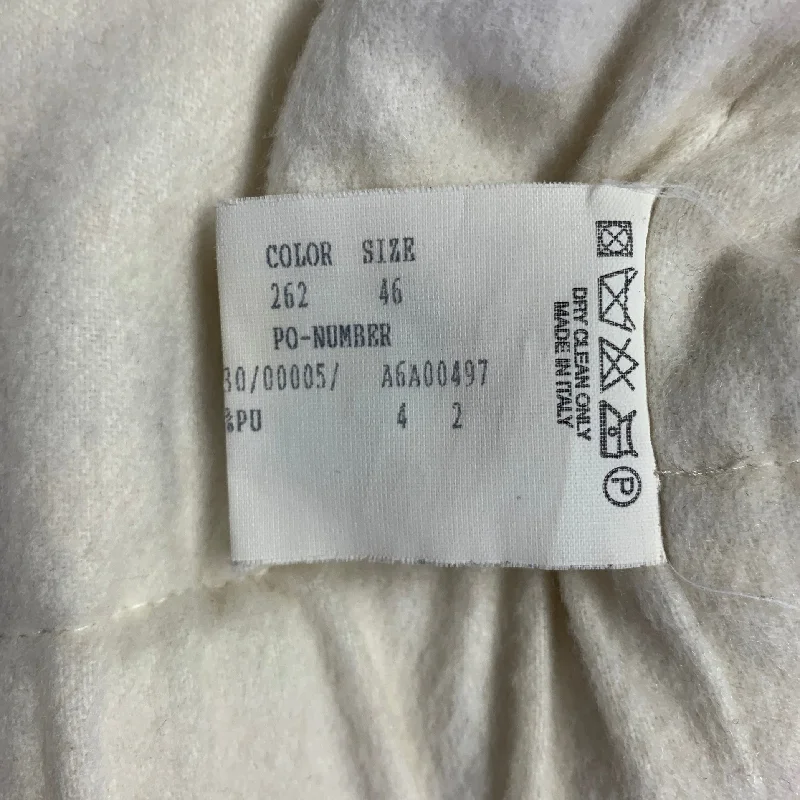 COLOR SIZE
262 46
PO-NUMBER
30/00005/ A6A00497
%PU 4 2
DRY CLEAN ONLY
MADE IN ITALY
P